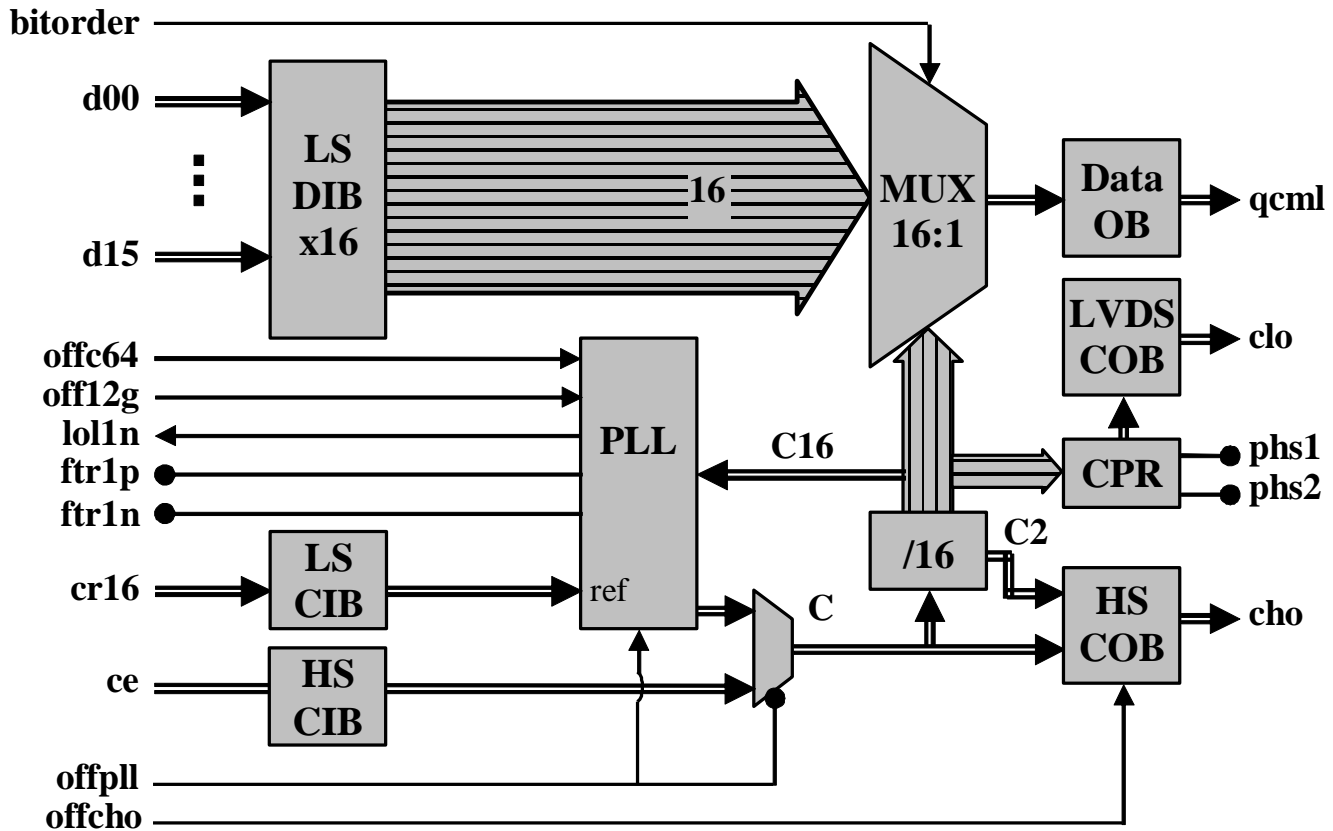 bitorder
d00
⋮
d15
LS
DIB
x16
16
MUX
16:1
Data
OB
qcml
LVDS
COB
clo
offc64
off12g
lol1n
ftr1p
ftr1n
PLL
ref
C16
CPR
phs1
phs2
cr16
LS
CIB
/16
C2
C
HS
COB
cho
ce
HS
CIB
offpll
offcho